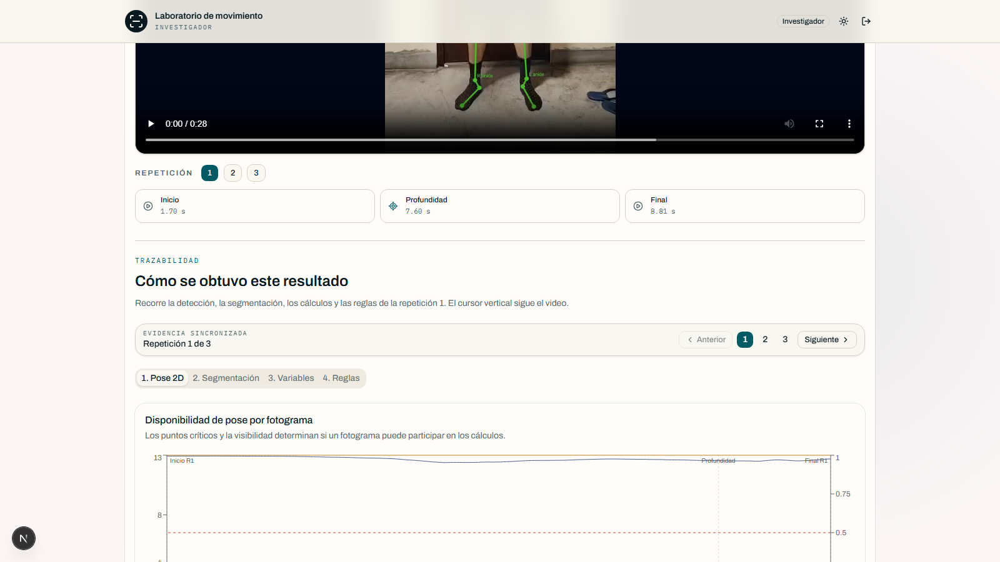 Laboratorio de movimiento
INVESTIGADOR
Investigador
R ankle
L ankle
0:00 / 0:28
REPETICIÓN 1 2 3
Inicio
1.70 s
Profundidad
7.60 s
Final
8.81 s
TRAZABILIDAD
Cómo se obtuvo este resultado
Recorre la detección, la segmentación, los cálculos y las reglas de la repetición 1. El cursor vertical sigue el video.
EVIDENCIA SINCRONIZADA
Repetición 1 de 3
Anterior 1 2 3 Siguiente
1. Pose 2D 2. Segmentación 3. Variables 4. Reglas
Disponibilidad de pose por fotograma
Los puntos críticos y la visibilidad determinan si un fotograma puede participar en los cálculos.
13
Inicio R1
Profundidad
Final R1
1
0.75
8
0.5
N